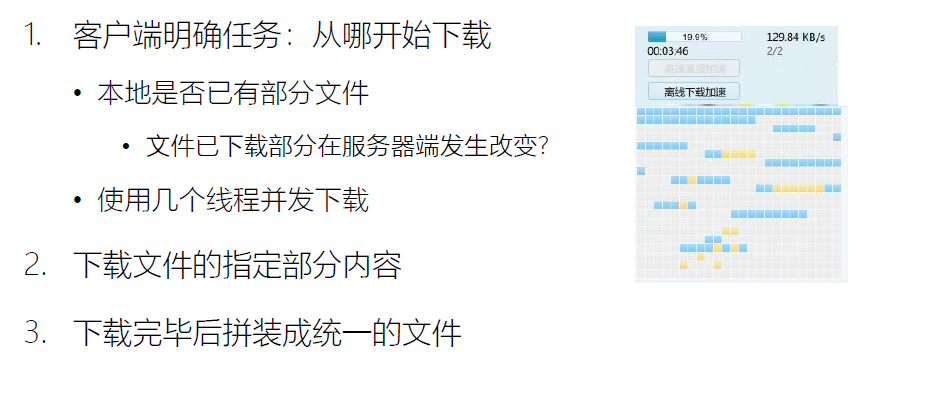 1. 客户端明确任务：从哪开始下载
• 本地是否已有部分文件
• 文件已下载部分在服务器端发生改变？
• 使用几个线程并发下载
2. 下载文件的指定部分内容
3. 下载完毕后拼装成统一的文件
19.9% 129.84 KB/s
00:03:46 2/2
高速通道加速
离线下载加速